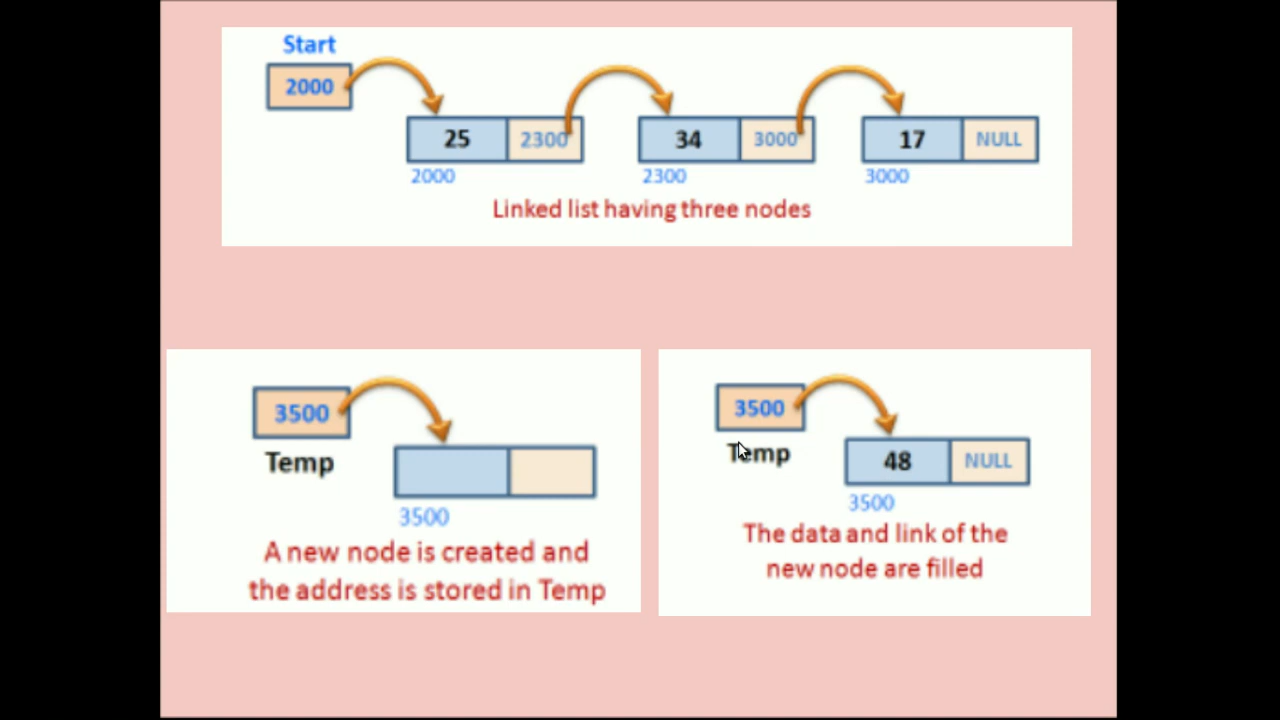 Start
2000
25 2300 34 3000 17 NULL
2000 2300 3000
Linked list having three nodes
3500
Temp
3500
A new node is created and
the address is stored in Temp
3500
Temp
48 NULL
3500
The data and link of the
new node are filled